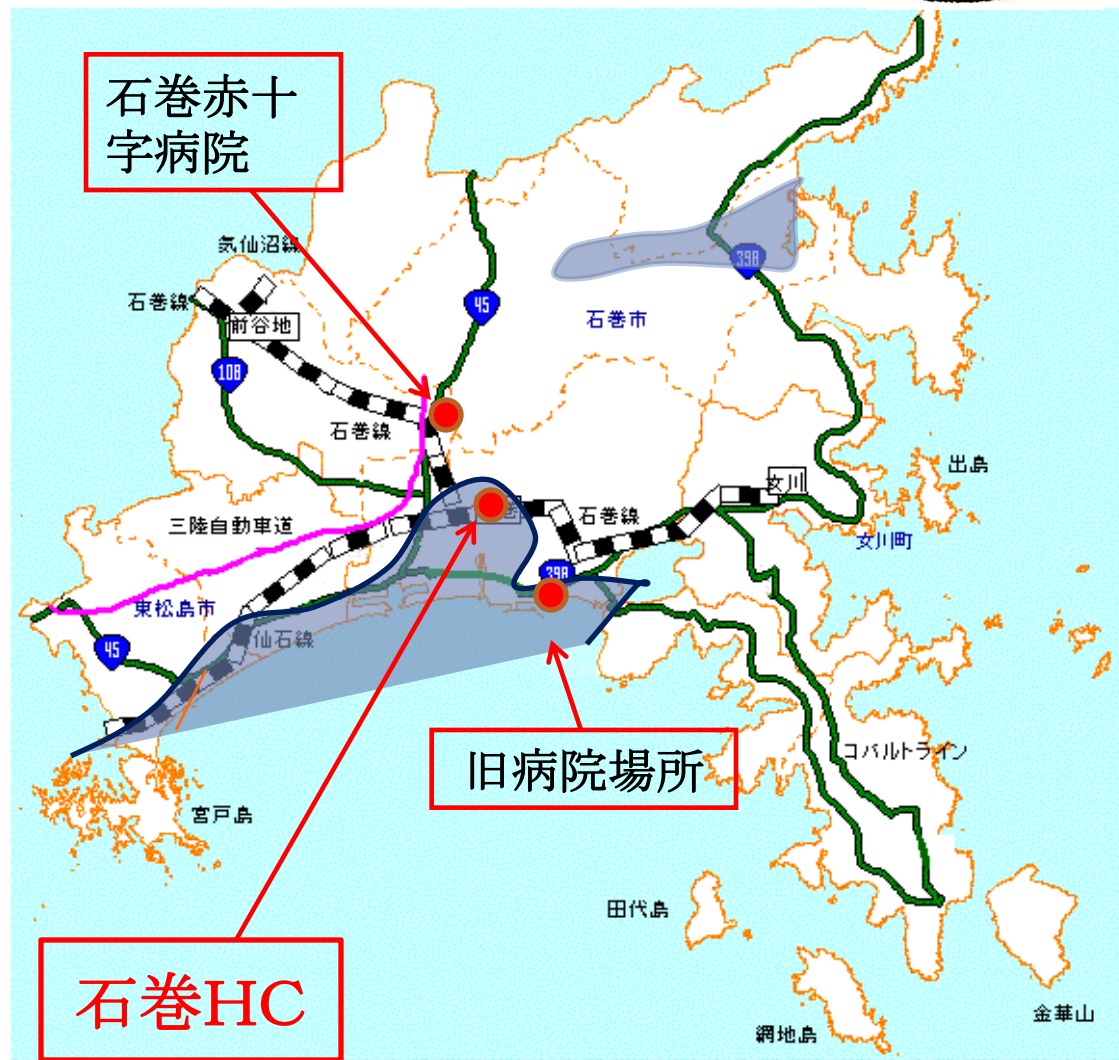 石巻赤十
字病院
気仙沼線
石巻線
前谷地
398
45
石巻市
108
石巻線
出島
女川
石巻線
三陸自動車道
女川町
398
東松島市
仙石線
45
旧病院場所
コバルトライン
宮戸島
田代島
石巻HC
金華山
網地島